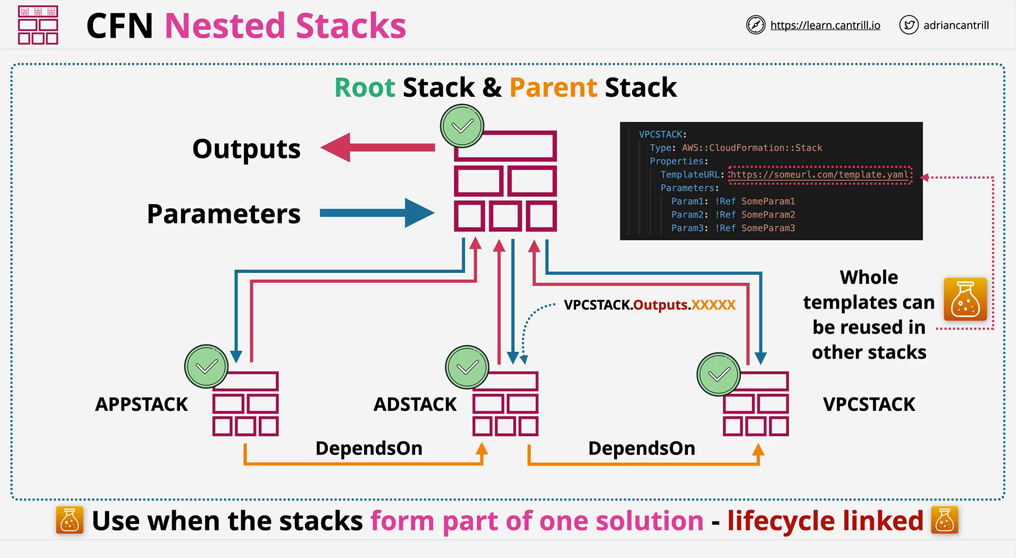 CFN Nested Stacks
https://learn.cantrill.io
adriancantrill
Root Stack & Parent Stack
Outputs
Parameters
VPCSTACK:
Type: AWS::CloudFormation::Stack
Properties:
TemplateURL: https://someurl.com/template.yaml
Parameters:
Param1: !Ref SomeParam1
Param2: !Ref SomeParam2
Param3: !Ref SomeParam3
Whole
templates can
be reused in
other stacks
VPCSTACK.Outputs.XXXXX
APPSTACK
ADSTACK
VPCSTACK
DependsOn
DependsOn
Use when the stacks form part of one solution - lifecycle linked